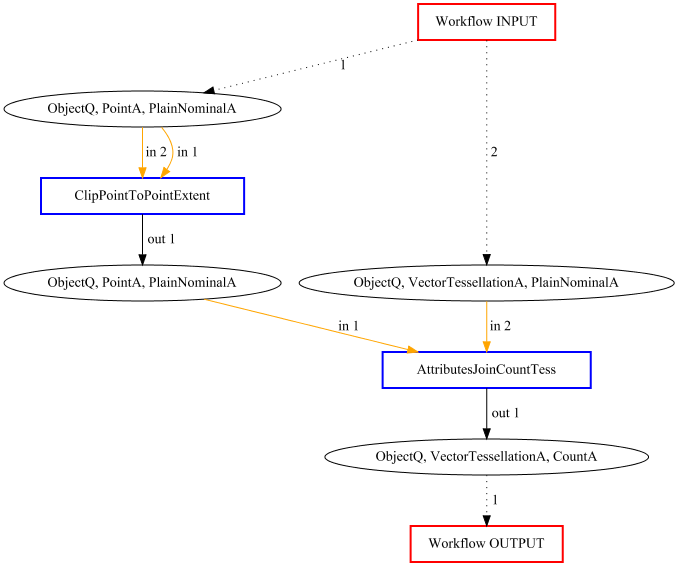 Workflow INPUT
1
ObjectQ, PointA, PlainNominalA
in 2
in 1
2
ClipPointToPointExtent
out 1
ObjectQ, PointA, PlainNominalA
ObjectQ, VectorTessellationA, PlainNominalA
in 1
in 2
AttributesJoinCountTess
out 1
ObjectQ, VectorTessellationA, CountA
1
Workflow OUTPUT